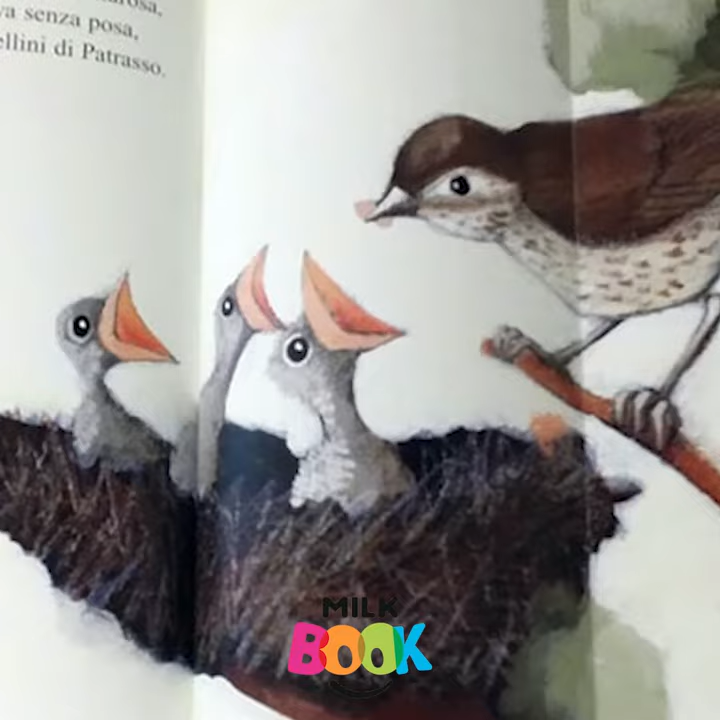 va senza posa,
ellini di Patrasso.
MILK
BOOK